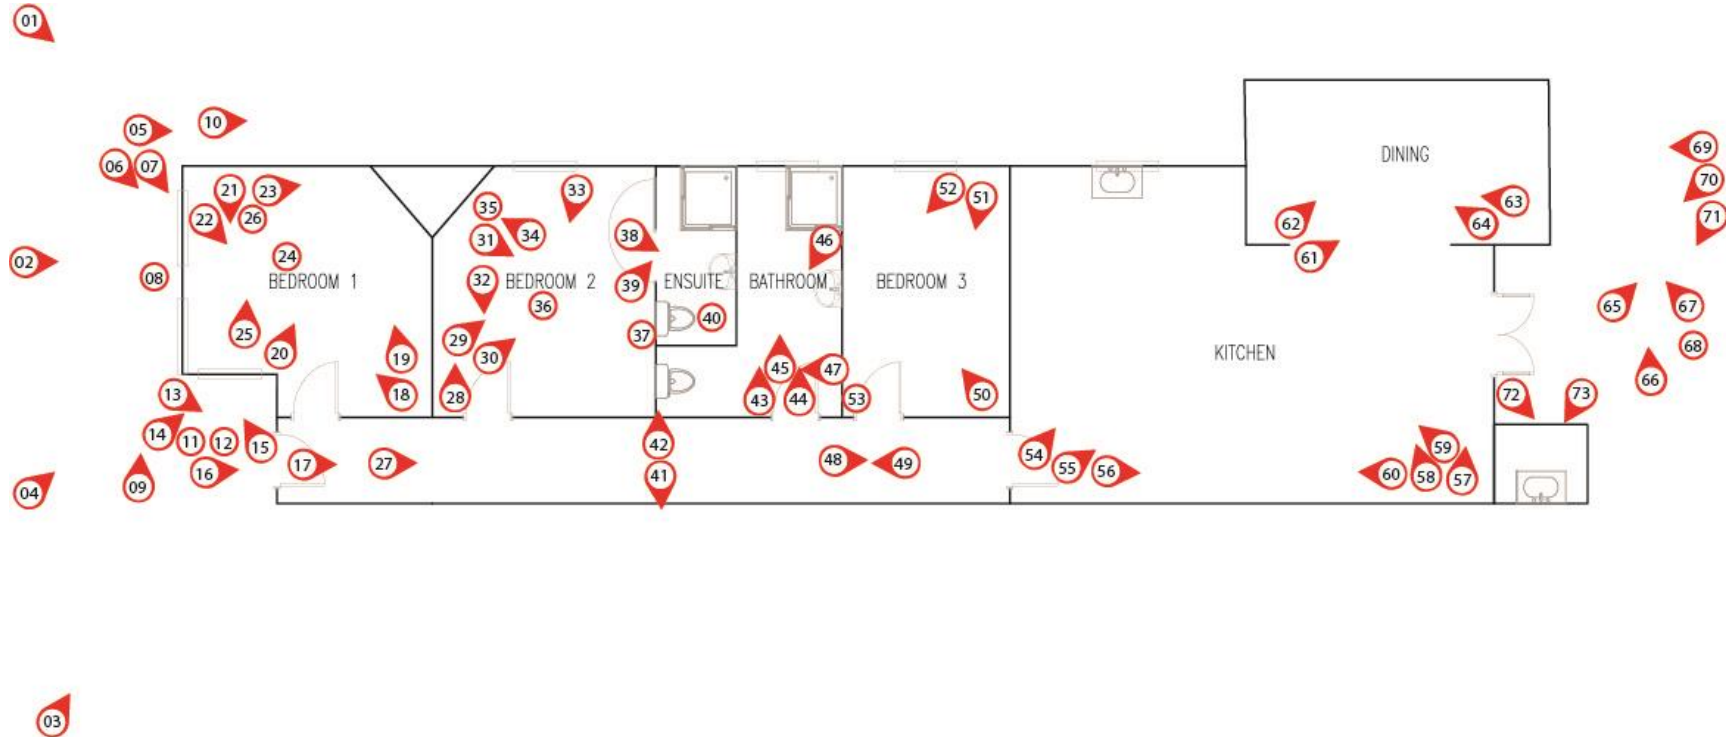 01
10
05
06 07
69
DINING
70
21 23 33 52 51 63
22 26 35 62 64 71
31 34 38 46
24 61
02 08 BEDROOM 1 32 BEDROOM 2 39 ENSUITE BATHROOM BEDROOM 3
36 65 67
25 29 37 40
20 19 30 KITCHEN 68
45 47 66
13 18 28 43 44 53 50 72 73
14 11 12 15 42 54 59
16 17 27 48 49 55 56
04 09 41 60 58 57
03